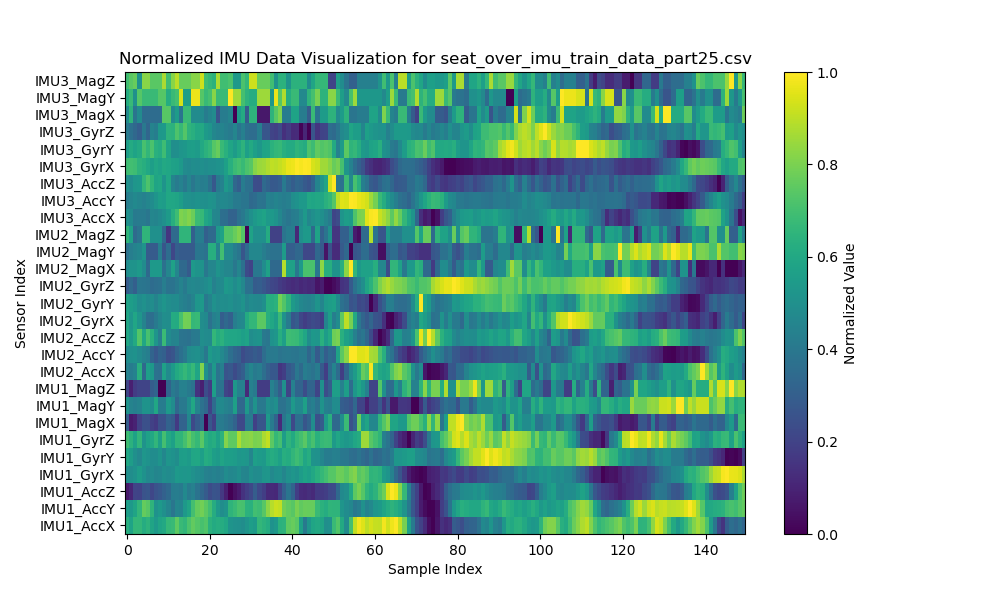 Normalized IMU Data Visualization for seat_over_imu_train_data_part25.csv
IMU3_MagZ
IMU3_MagY
IMU3_MagX
IMU3_GyrZ
IMU3_GyrY
IMU3_GyrX
IMU3_AccZ
IMU3_AccY
IMU3_AccX
IMU2_MagZ
IMU2_MagY
IMU2_MagX
IMU2_GyrZ
IMU2_GyrY
IMU2_GyrX
IMU2_AccZ
IMU2_AccY
IMU2_AccX
IMU1_MagZ
IMU1_MagY
IMU1_MagX
IMU1_GyrZ
IMU1_GyrY
IMU1_GyrX
IMU1_AccZ
IMU1_AccY
IMU1_AccX
Sensor Index
0 20 40 60 80 100 120 140
Sample Index
1.0
0.8
0.6
0.4
0.2
0.0
Normalized Value